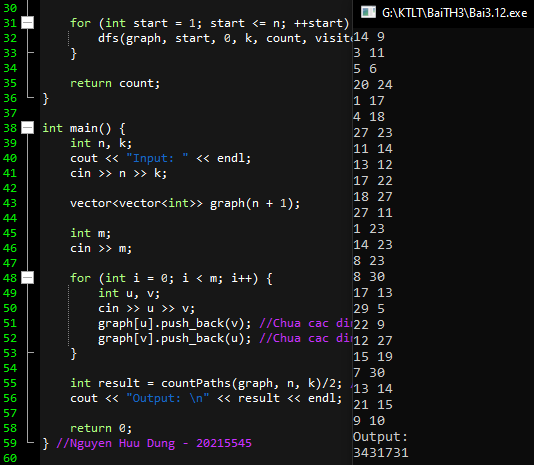 30
31 for (int start = 1; start <= n; ++start)
32 dfs(graph, start, 0, k, count, visite
33 }
34
35 return count;
36 }
37
38 int main() {
39 int n, k;
40 cout << "Input: " << endl;
41 cin >> n >> k;
42
43 vector<vector<int>> graph(n + 1);
44
45 int m;
46 cin >> m;
47
48 for (int i = 0; i < m; i++) {
49 int u, v;
50 cin >> u >> v;
51 graph[u].push_back(v); //Chua cac din
52 graph[v].push_back(u); //Chua cac din
53 }
54
55 int result = countPaths(graph, n, k)/2; /
56 cout << "Output: \n" << result << endl;
57
58 return 0;
59 } //Nguyen Huu Dung - 20215545
60
G:\KTLT\BaiTH3\Bai3.12.exe
14 9
3 11
5 6
20 24
1 17
4 18
27 23
11 14
13 12
17 22
18 27
27 11
1 23
14 23
8 23
8 30
17 13
29 5
22 9
12 27
15 19
7 30
13 14
21 15
9 10
Output:
3431731